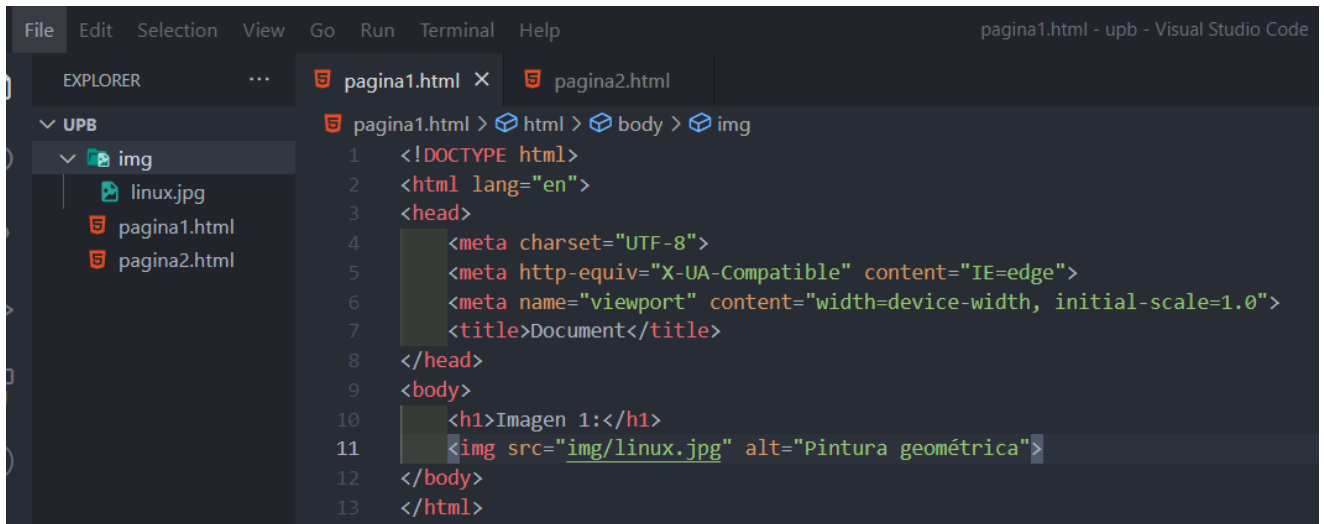 File Edit Selection View Go Run Terminal Help pagina1.html - upb - Visual Studio Code
EXPLORER ··· pagina1.html × pagina2.html
UPB
pagina1.html > html > body > img
img
linux.jpg
pagina1.html
pagina2.html
1 <!DOCTYPE html>
2 <html lang="en">
3 <head>
4 <meta charset="UTF-8">
5 <meta http-equiv="X-UA-Compatible" content="IE=edge">
6 <meta name="viewport" content="width=device-width, initial-scale=1.0">
7 <title>Document</title>
8 </head>
9 <body>
10 <h1>Imagen 1:</h1>
11 <img src="img/linux.jpg" alt="Pintura geométrica">
12 </body>
13 </html>